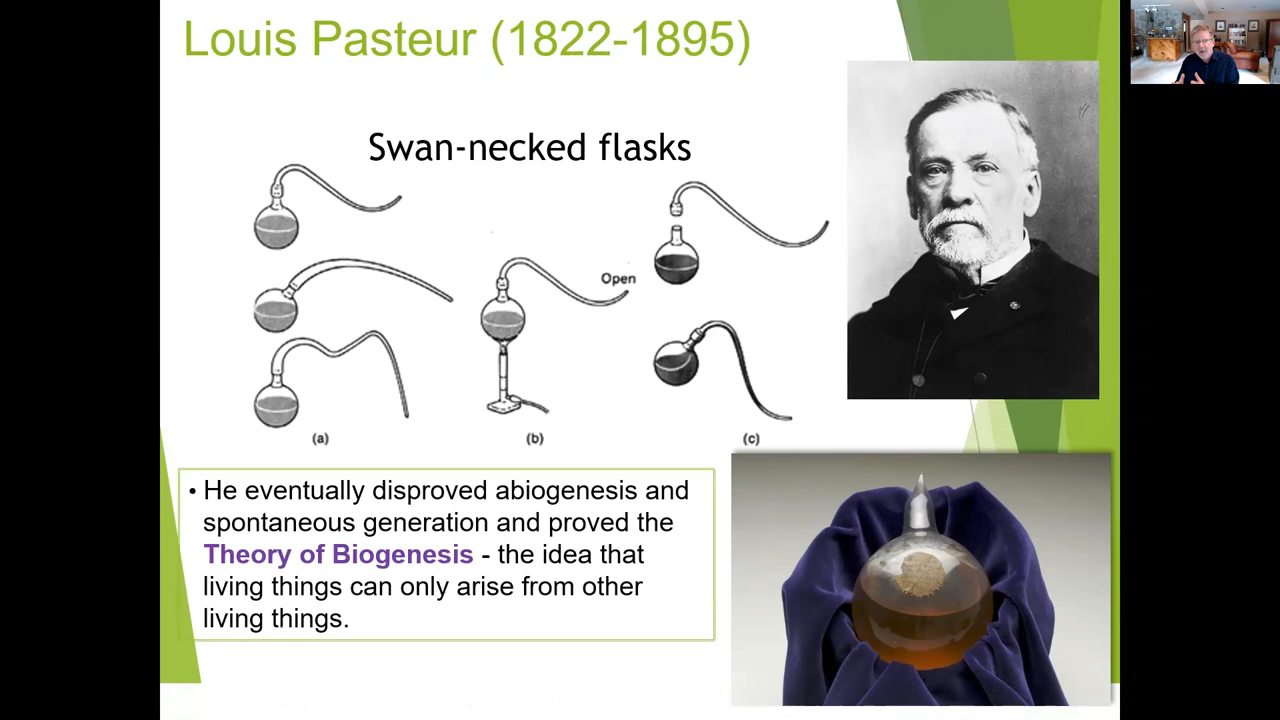 Louis Pasteur (1822-1895)
Swan-necked flasks
Open
(a)
(b)
(c)
• He eventually disproved abiogenesis and
spontaneous generation and proved the
Theory of Biogenesis - the idea that
living things can only arise from other
living things.